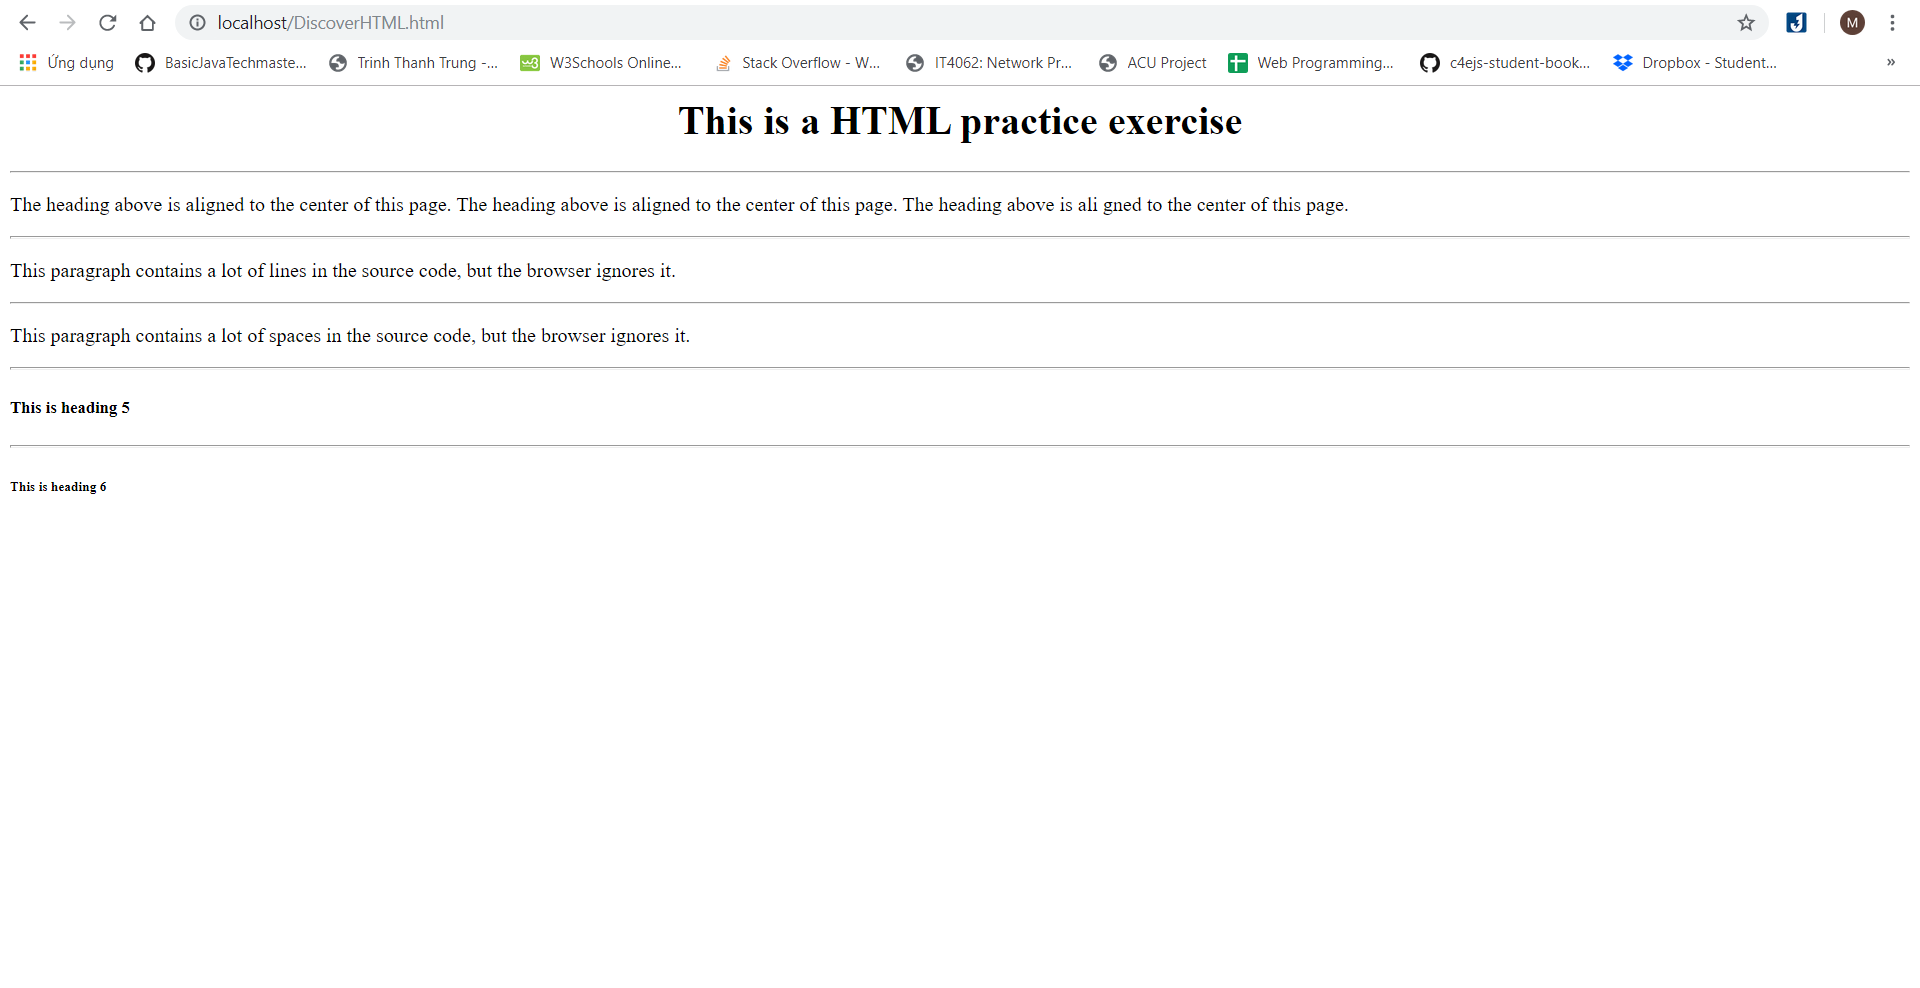 localhost/DiscoverHTML.html
M
Ứng dụng BasicJavaTechmaste... Trinh Thanh Trung -... W3Schools Online... Stack Overflow - W... IT4062: Network Pr... ACU Project Web Programming... c4ejs-student-book... Dropbox - Student... »
This is a HTML practice exercise
The heading above is aligned to the center of this page. The heading above is aligned to the center of this page. The heading above is ali gned to the center of this page.
This paragraph contains a lot of lines in the source code, but the browser ignores it.
This paragraph contains a lot of spaces in the source code, but the browser ignores it.
This is heading 5
This is heading 6